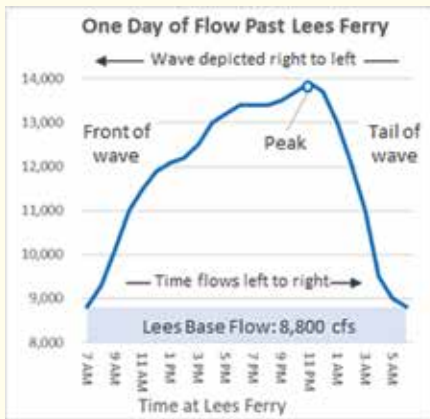 One Day of Flow Past Lees Ferry
Wave depicted right to left
14,000
13,000
12,000
11,000
10,000
9,000
8,000
Front of
wave
Peak
Tail of
wave
Time flows left to right
Lees Base Flow: 8,800 cfs
7 AM
9 AM
11 AM
1 PM
3 PM
5 PM
7 PM
9 PM
11 PM
1 AM
3 AM
5 AM
Time at Lees Ferry